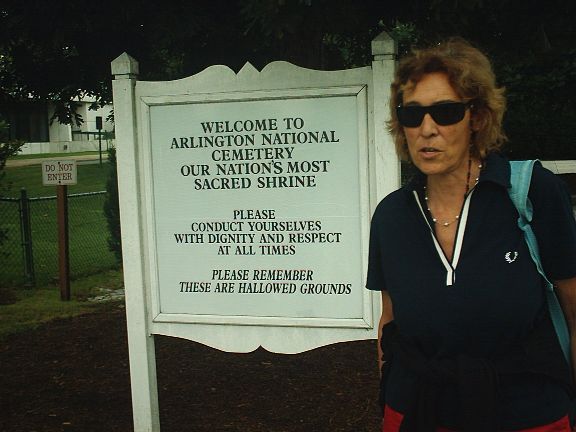 WELCOME TO
ARLINGTON NATIONAL
CEMETERY
OUR NATION'S MOST
SACRED SHRINE
PLEASE
CONDUCT YOURSELVES
WITH DIGNITY AND RESPECT
AT ALL TIMES
PLEASE REMEMBER
THESE ARE HALLOWED GROUNDS
DO NOT
ENTER